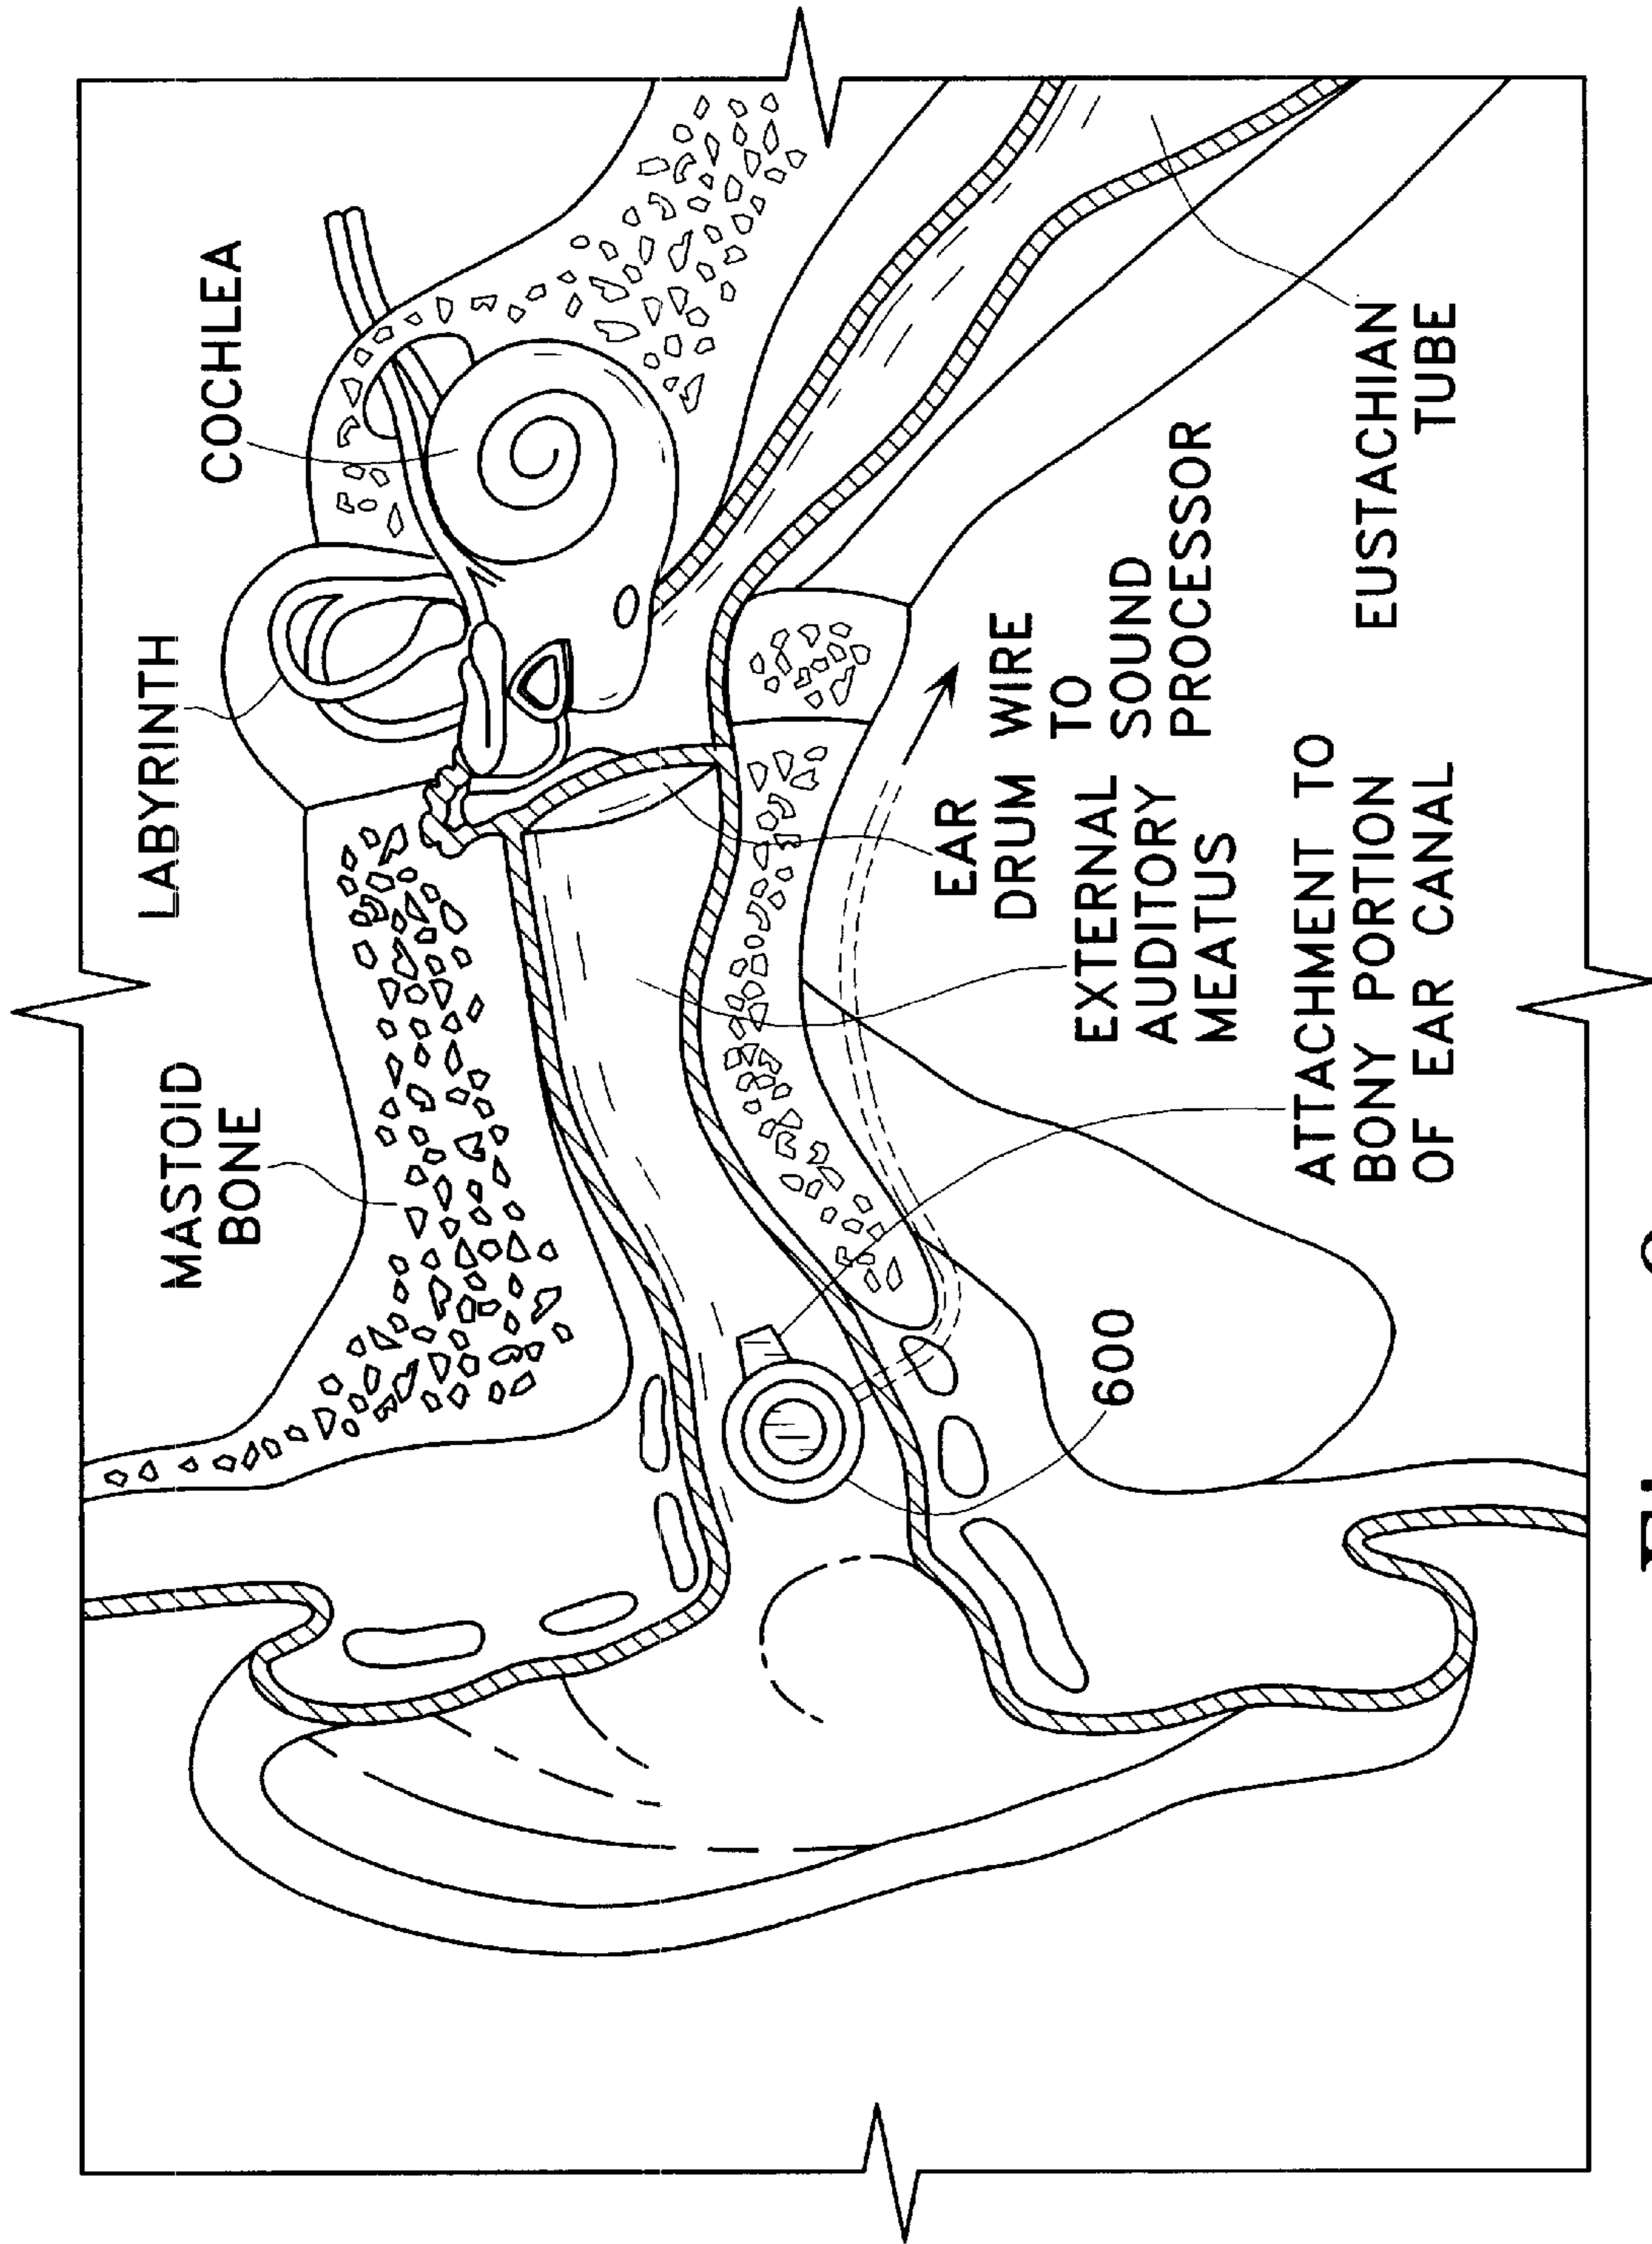 LABYRINTH
COCHLEA
MASTOID
BONE
EAR
DRUM
WIRE
TO
SOUND
PROCESSOR
EXTERNAL
AUDITORY
MEATUS
ATTACHMENT TO
BONY PORTION
OF EAR CANAL
EUSTACHIAN
TUBE
600